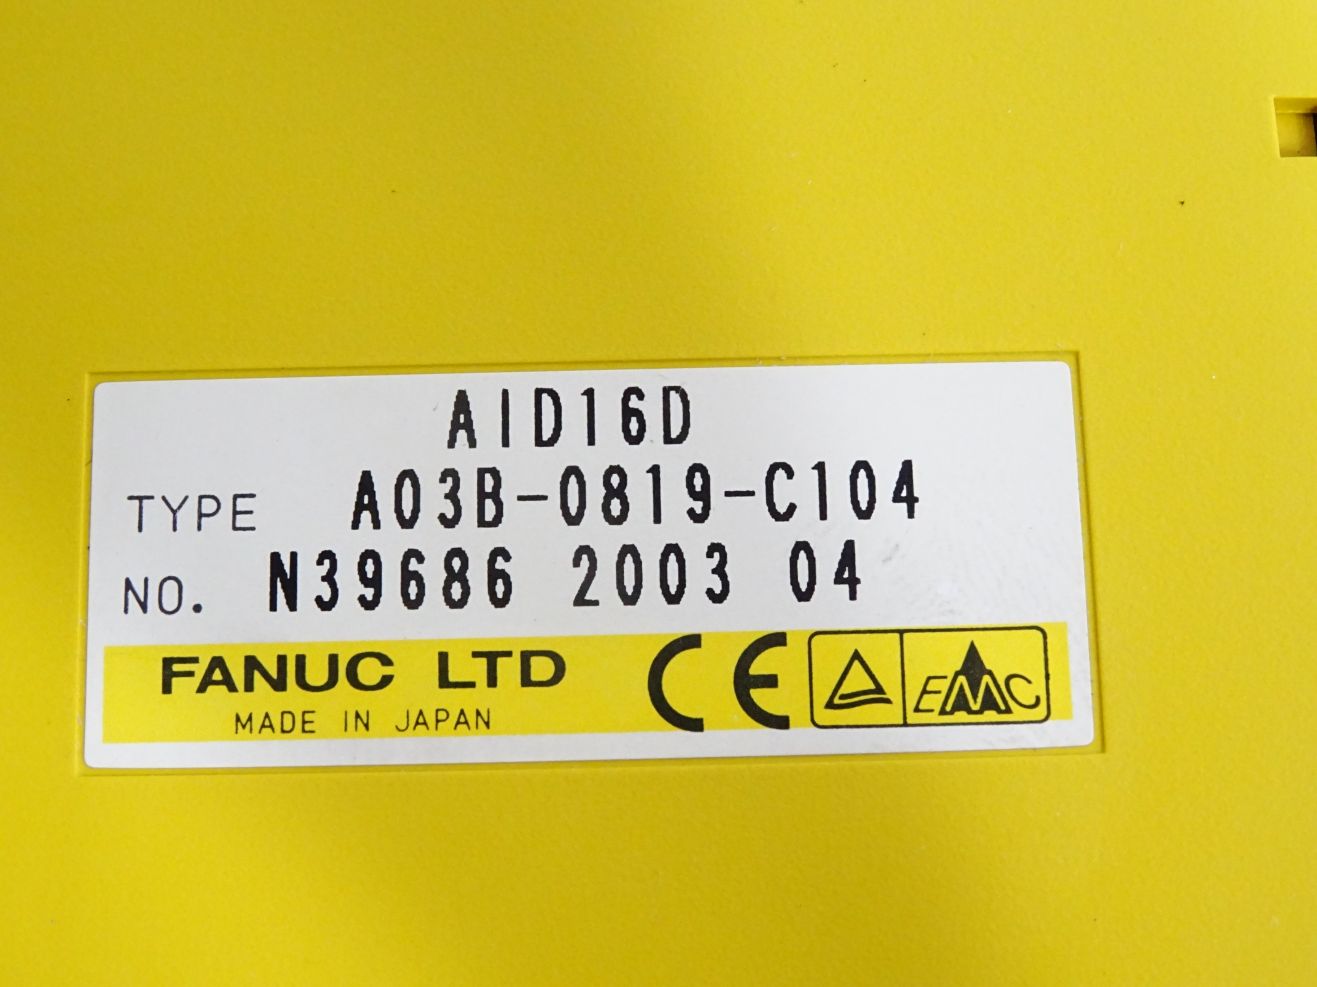 AID16D
TYPE A03B-0819-C104
NO. N39686 2003 04
FANUC LTD
MADE IN JAPAN
CE
EMC